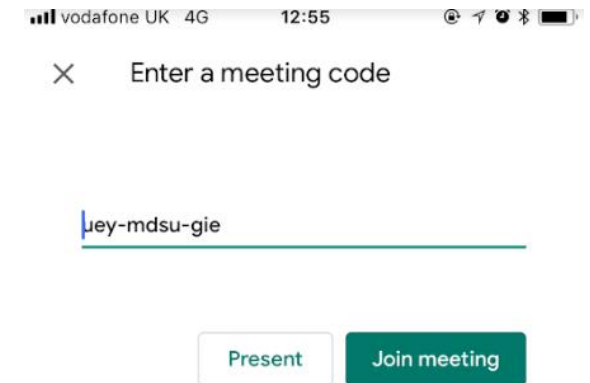 vodafone UK 4G 12:55
Enter a meeting code
uey-mdsu-gie
Present Join meeting